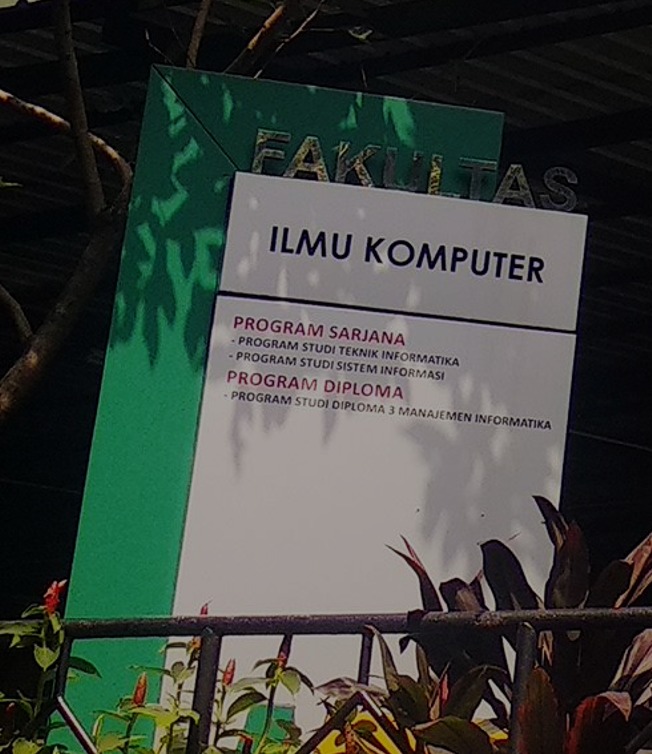 FAKULTAS
ILMU KOMPUTER
PROGRAM SARJANA
- PROGRAM STUDI TEKNIK INFORMATIKA
- PROGRAM STUDI SISTEM INFORMASI
PROGRAM DIPLOMA
- PROGRAM STUDI DIPLOMA 3 MANAJEMEN INFORMATIKA